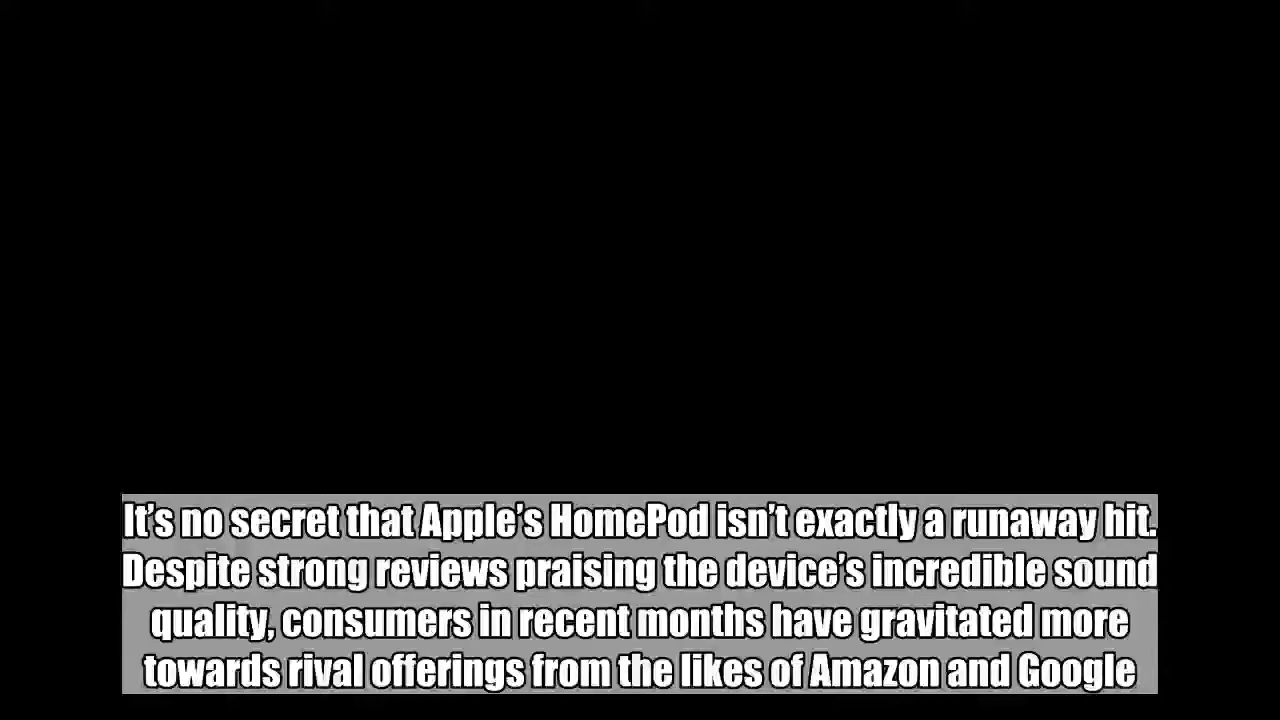 It’s no secret that Apple’s HomePod isn’t exactly a runaway hit.
Despite strong reviews praising the device’s incredible sound
quality, consumers in recent months have gravitated more
towards rival offerings from the likes of Amazon and Google